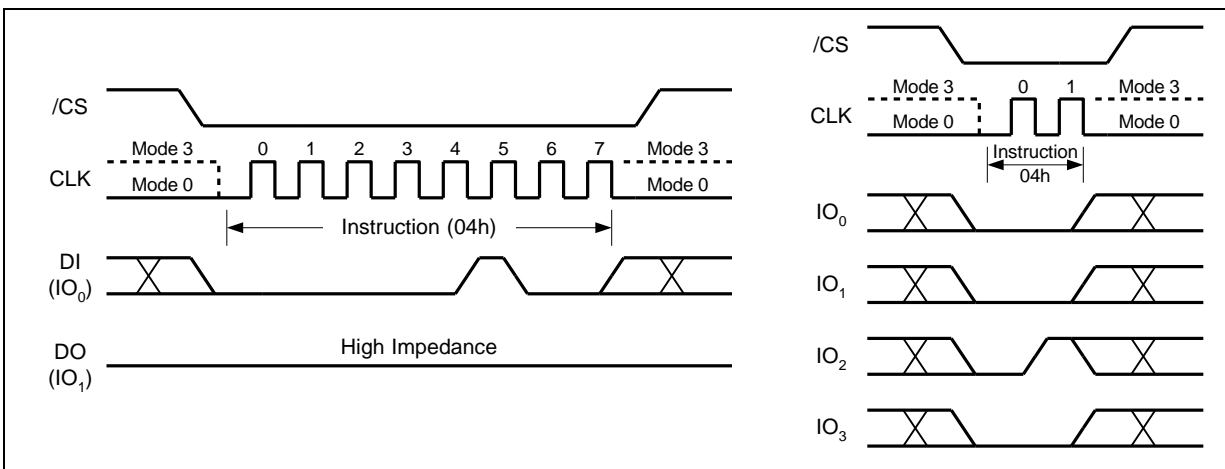 /CS
Mode 3 0 1 2 3 4 5 6 7 Mode 3
CLK Mode 0 Mode 0
Instruction (04h)
DI
(IO0)
DO
(IO1)
High Impedance
/CS
Mode 3 0 1 Mode 3
CLK Mode 0 Mode 0
Instruction
04h
IO0
IO1
IO2
IO3